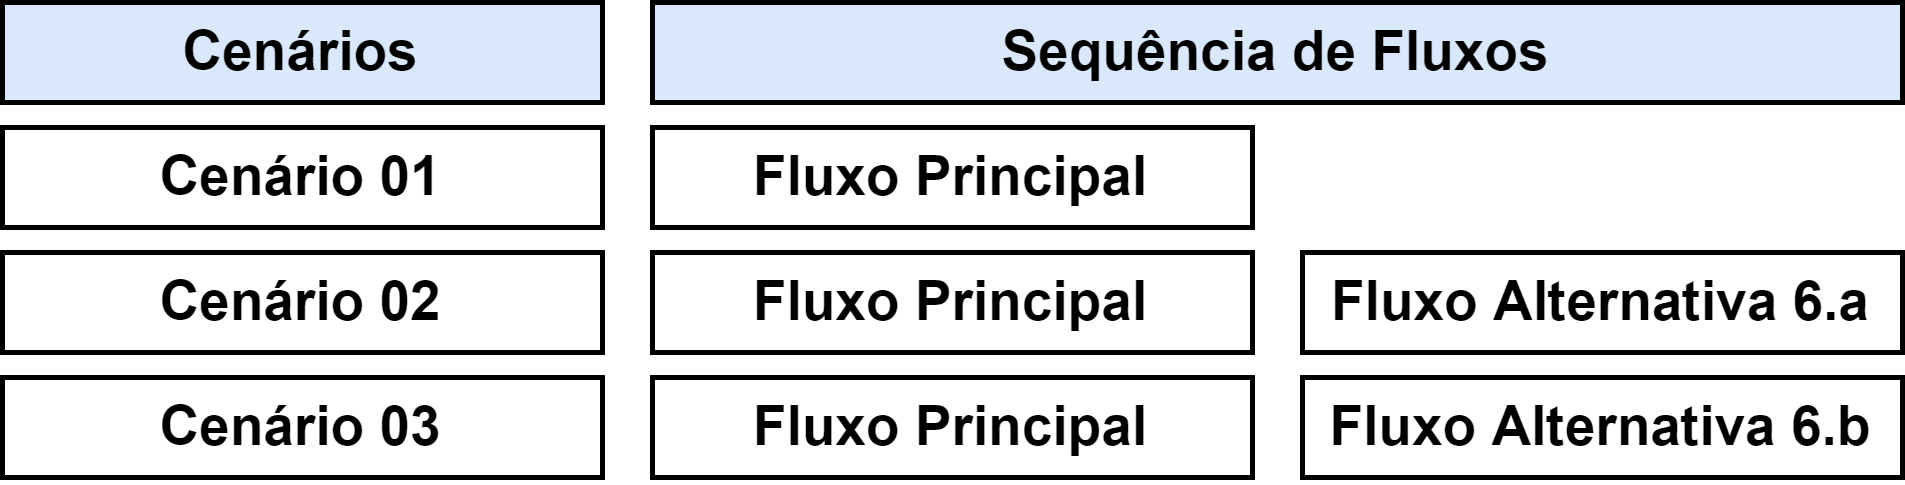 Cenários Sequência de Fluxos
Cenário 01 Fluxo Principal
Cenário 02 Fluxo Principal Fluxo Alternativa 6.a
Cenário 03 Fluxo Principal Fluxo Alternativa 6.b